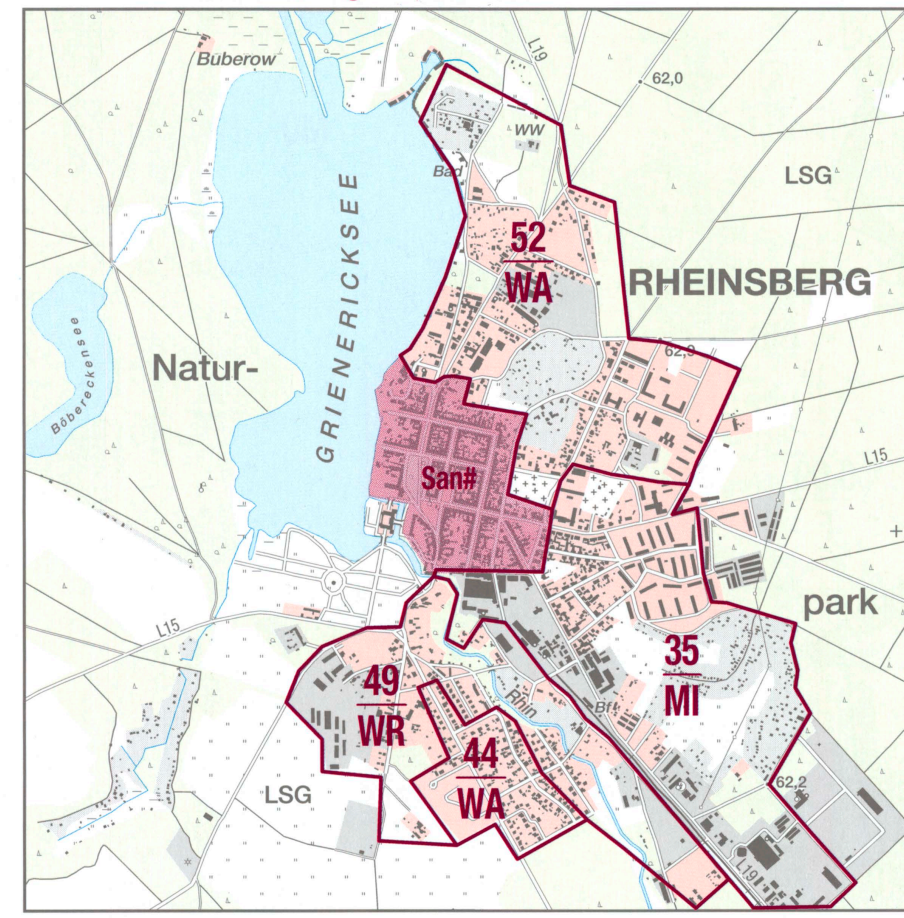 Buberow
L19
62,0
WW
Bad
LSG
GRIENERICKSEE
52
WA
RHEINSBERG
Natur-
62,9
Böbereckensee
L15
San#
park
L15
35
MI
49
WR
Rhin
Bf
44
WA
62,2
LSG
L19